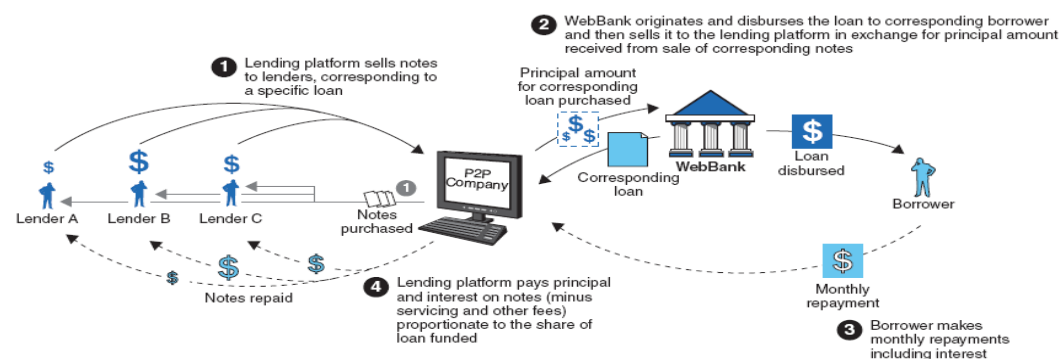 2 WebBank originates and disburses the loan to corresponding borrower
and then sells it to the lending platform in exchange for principal amount
received from sale of corresponding notes
1 Lending platform sells notes
to lenders, corresponding to
a specific loan
Principal amount
for corresponding
loan purchased
$ $ $
$
$
$
$
P2P
Company
WebBank
Loan
disbursed
Corresponding
loan
1
Notes
purchased
Lender A
Lender B
Lender C
Borrower
$
$
$
Notes repaid
4 Lending platform pays principal
and interest on notes (minus
servicing and other fees)
proportionate to the share of
loan funded
$
Monthly
repayment
3 Borrower makes
monthly repayments
including interest